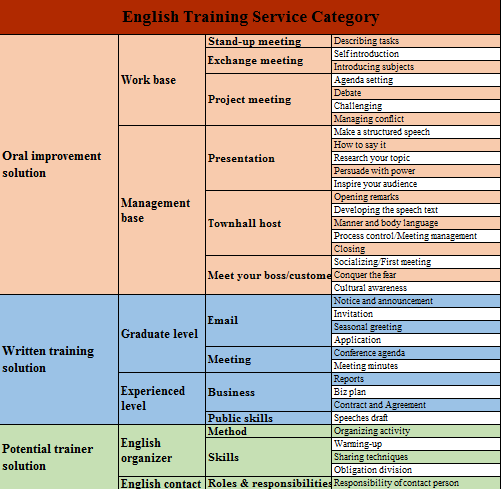 English Training Service Category
Oral improvement
solution
Work base
Stand-up meeting
Describing tasks
Exchange meeting
Self introduction
Introducing subjects
Project meeting
Agenda setting
Debate
Challenging
Managing conflict
Management
base
Presentation
Make a structured speech
How to say it
Research your topic
Persuade with power
Inspire your audience
Townhall host
Opening remarks
Developing the speech text
Manner and body language
Process control/Meeting management
Closing
Meet your boss/custome
Socializing/First meeting
Conquer the fear
Cultural awareness
Written training
solution
Graduate level
Email
Notice and announcement
Invitation
Seasonal greeting
Application
Meeting
Conference agenda
Meeting minutes
Experienced
level
Business
Reports
Biz plan
Contract and Agreement
Public skills
Speeches draft
Potential trainer
solution
English
organizer
Method
Organizing activity
Skills
Warming-up
Sharing techniques
Obligation division
English contact
Roles & responsibilities
Responsibility of contact person